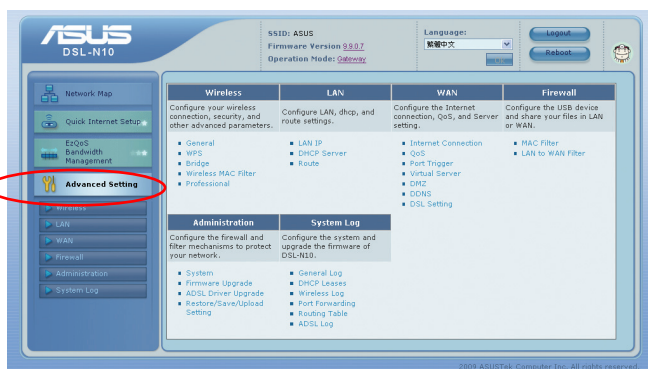 ASUS
DSL-N10
SSID: ASUS
Firmware Version 9.9.0.7
Operation Mode: Gateway
Language:
繁體中文
Logout
Reboot
Network Map
Quick Internet Setup
EzQoS
Bandwidth
Management
Advanced Setting
Wireless
LAN
WAN
Firewall
Administration
System Log
Wireless
Configure your wireless
connection, security, and
other advanced parameters.
General
WPS
Bridge
Wireless MAC Filter
Professional
LAN
Configure LAN, dhcp, and
route settings.
LAN IP
DHCP Server
Route
WAN
Configure the Internet
connection, QoS, and Server
setting.
Internet Connection
QoS
Port Trigger
Virtual Server
DMZ
DDNS
DSL Setting
Firewall
Configure the USB device
and share your files in LAN
or WAN.
MAC Filter
LAN to WAN Filter
Administration
Configure the firewall and
filter mechanisms to protect
your network.
System
Firmware Upgrade
ADSL Driver Upgrade
Restore/Save/Upload
Setting
System Log
Configure the system and
upgrade the firmware of
DSL-N10.
General Log
DHCP Leases
Wireless Log
Port Forwarding
Routing Table
ADSL Log
2009 ASUSTek Computer Inc. All rights reserved.